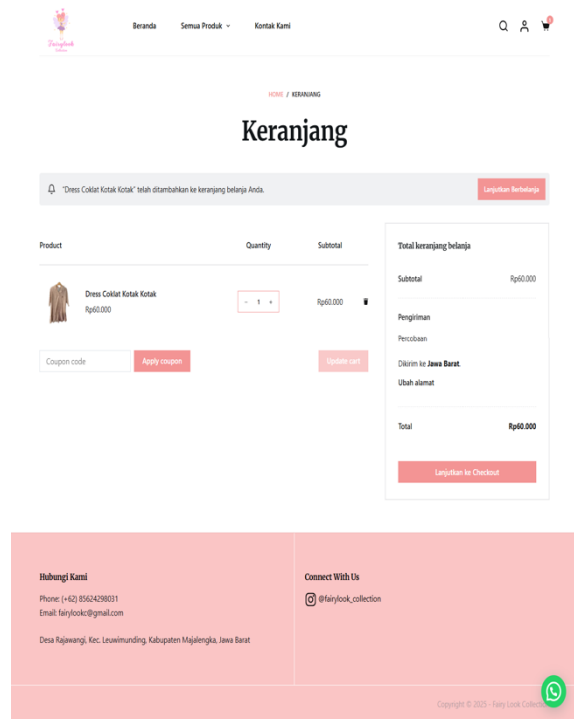 Fairylook
Collection
Beranda
Semua Produk
Kontak Kami
HOME / KERANJANG
Keranjang
"Dress Coklat Kotak Kotak" telah ditambahkan ke keranjang belanja Anda.
Lanjutkan Berbelanja
Product
Quantity
Subtotal
Dress Coklat Kotak Kotak
Rp60.000
- 1 +
Rp60.000
Coupon code
Apply coupon
Update cart
Total keranjang belanja
Subtotal
Rp60.000
Pengiriman
Percobaan
Dikirim ke Jawa Barat.
Ubah alamat
Total
Rp60.000
Lanjutkan ke Checkout
Hubungi Kami
Phone: (+62) 85624298031
Email: fairylookc@gmail.com
Desa Rajawangi, Kec. Leuwimunding, Kabupaten Majalengka, Jawa Barat
Connect With Us
@fairylook_collection
Copyright © 2025 - Fairy Look